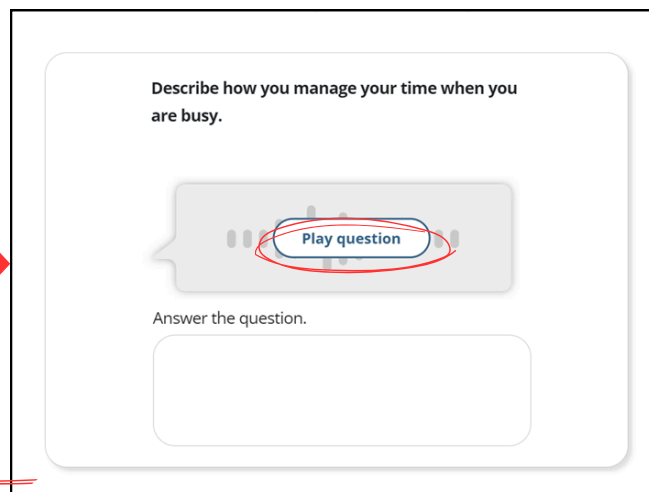 Describe how you manage your time when you
are busy.
Play question
Answer the question.